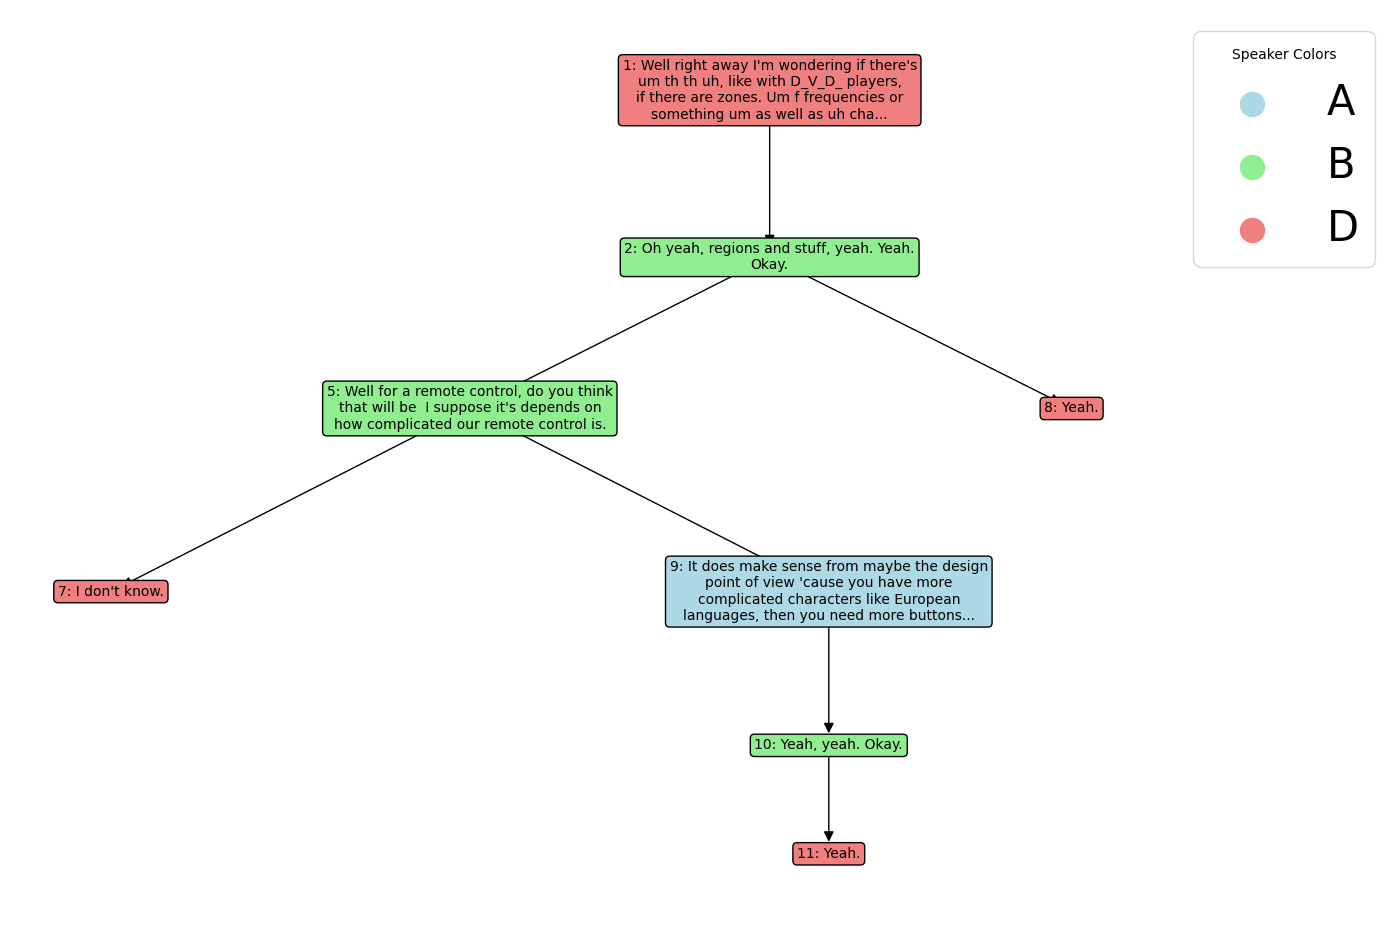 1: Well right away I'm wondering if there's
um th th uh, like with D_V_D_ players,
if there are zones. Um f frequencies or
something um as well as uh cha...
Speaker Colors
A
B
D
2: Oh yeah, regions and stuff, yeah. Yeah.
Okay.
5: Well for a remote control, do you think
that will be  I suppose it's depends on
how complicated our remote control is.
8: Yeah.
7: I don't know.
9: It does make sense from maybe the design
point of view 'cause you have more
complicated characters like European
languages, then you need more buttons...
10: Yeah, yeah. Okay.
11: Yeah.